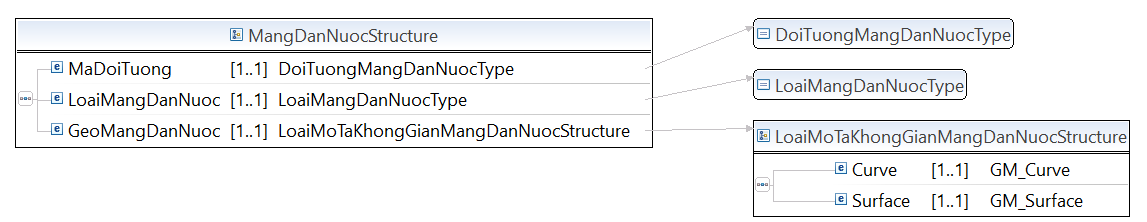 MangDanNuocStructure
MaDoiTuong [1..1] DoiTuongMangDanNuocType
LoaiMangDanNuoc [1..1] LoaiMangDanNuocType
GeoMangDanNuoc [1..1] LoaiMoTaKhongGianMangDanNuocStructure
DoiTuongMangDanNuocType
LoaiMangDanNuocType
LoaiMoTaKhongGianMangDanNuocStructure
Curve [1..1] GM_Curve
Surface [1..1] GM_Surface